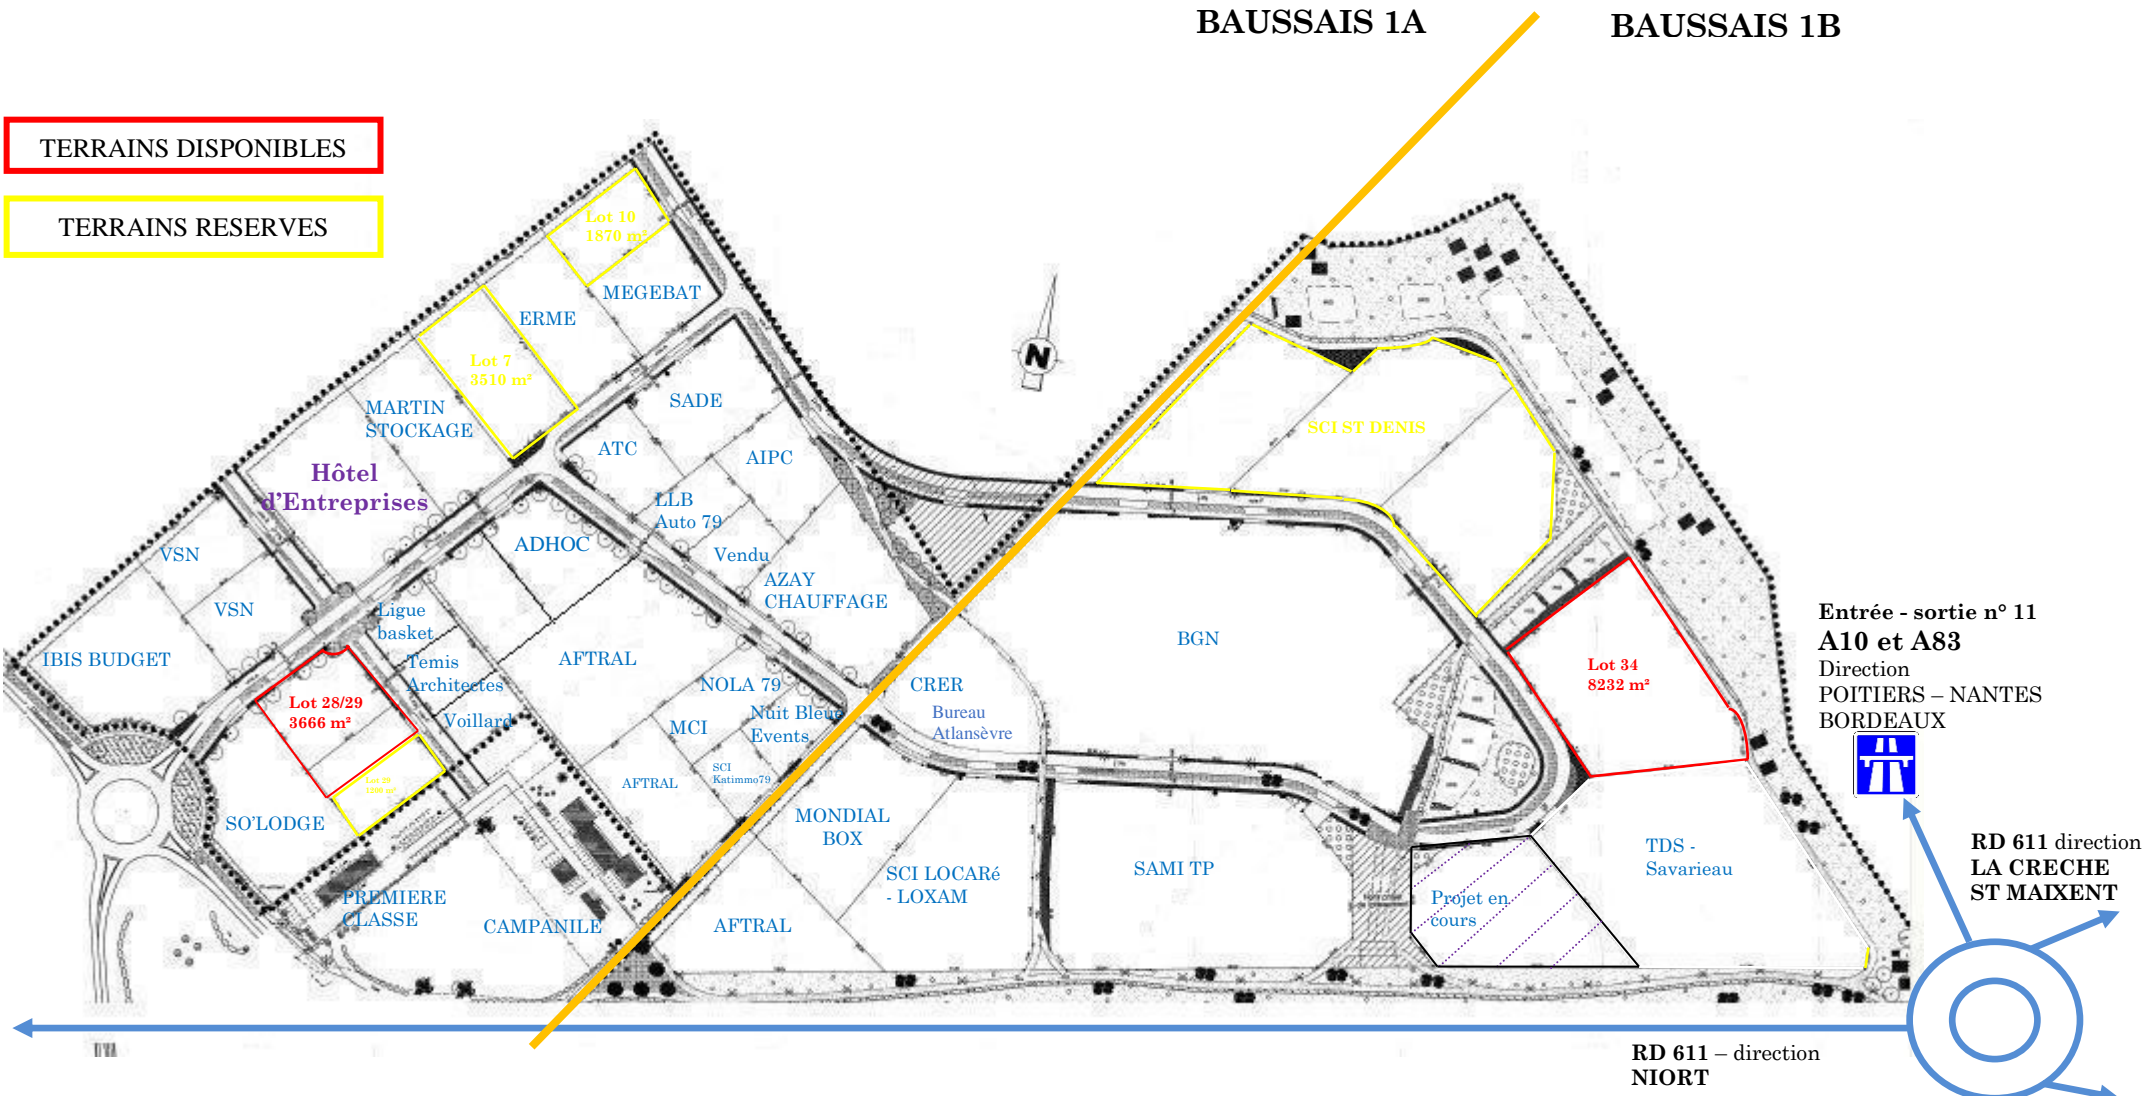 BAUSSAIS 1A
BAUSSAIS 1B
TERRAINS DISPONIBLES
TERRAINS RESERVES
Lot 10
1870 m²
MEGEBAT
ERME
Lot 7
3510 m²
MARTIN
STOCKAGE
SADE
ATC
AIPC
Hôtel
d'Entreprises
LLB
Auto 79
ADHOC
Vendu
AZAY
CHAUFFAGE
VSN
VSN
IBIS BUDGET
Ligue
basket
Temis
Architectes
Voillard
AFTRAL
NOLA 79
MCI
Nuit Bleue
Events
SCI
Katimmo79
AFTRAL
Lot 28/29
3666 m²
SO'LODGE
PREMIERE
CLASSE
CAMPANILE
N
SCI ST DENIS
BGN
CRER
Bureau
Atlansèvre
Lot 34
8232 m²
MONDIAL
BOX
SCI LOCARé
- LOXAM
AFTRAL
SAMI TP
Projet en
cours
TDS -
Savarieau
Entrée - sortie n° 11
A10 et A83
Direction
POITIERS – NANTES
BORDEAUX
RD 611 direction
LA CRECHE
ST MAIXENT
RD 611 – direction
NIORT